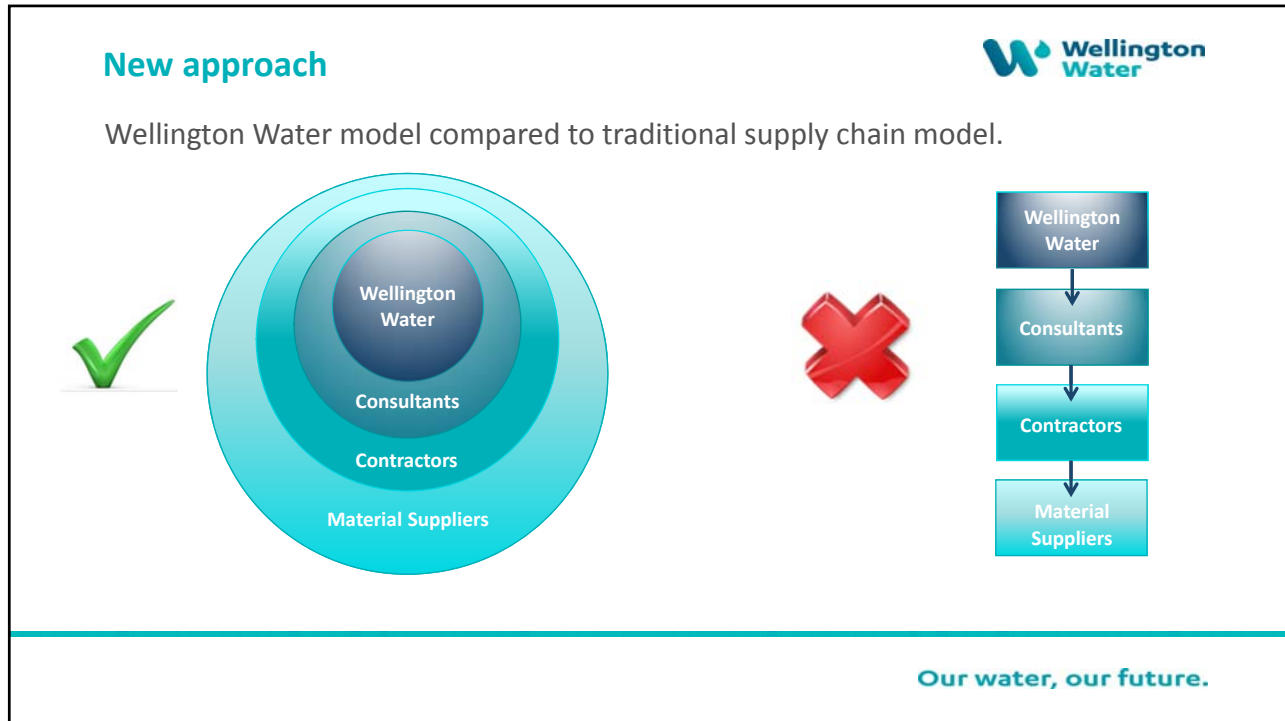 New approach
Wellington
Water
Wellington Water model compared to traditional supply chain model.
Wellington
Water
Consultants
Contractors
Material Suppliers
Wellington
Water
Consultants
Contractors
Material
Suppliers
Our water, our future.